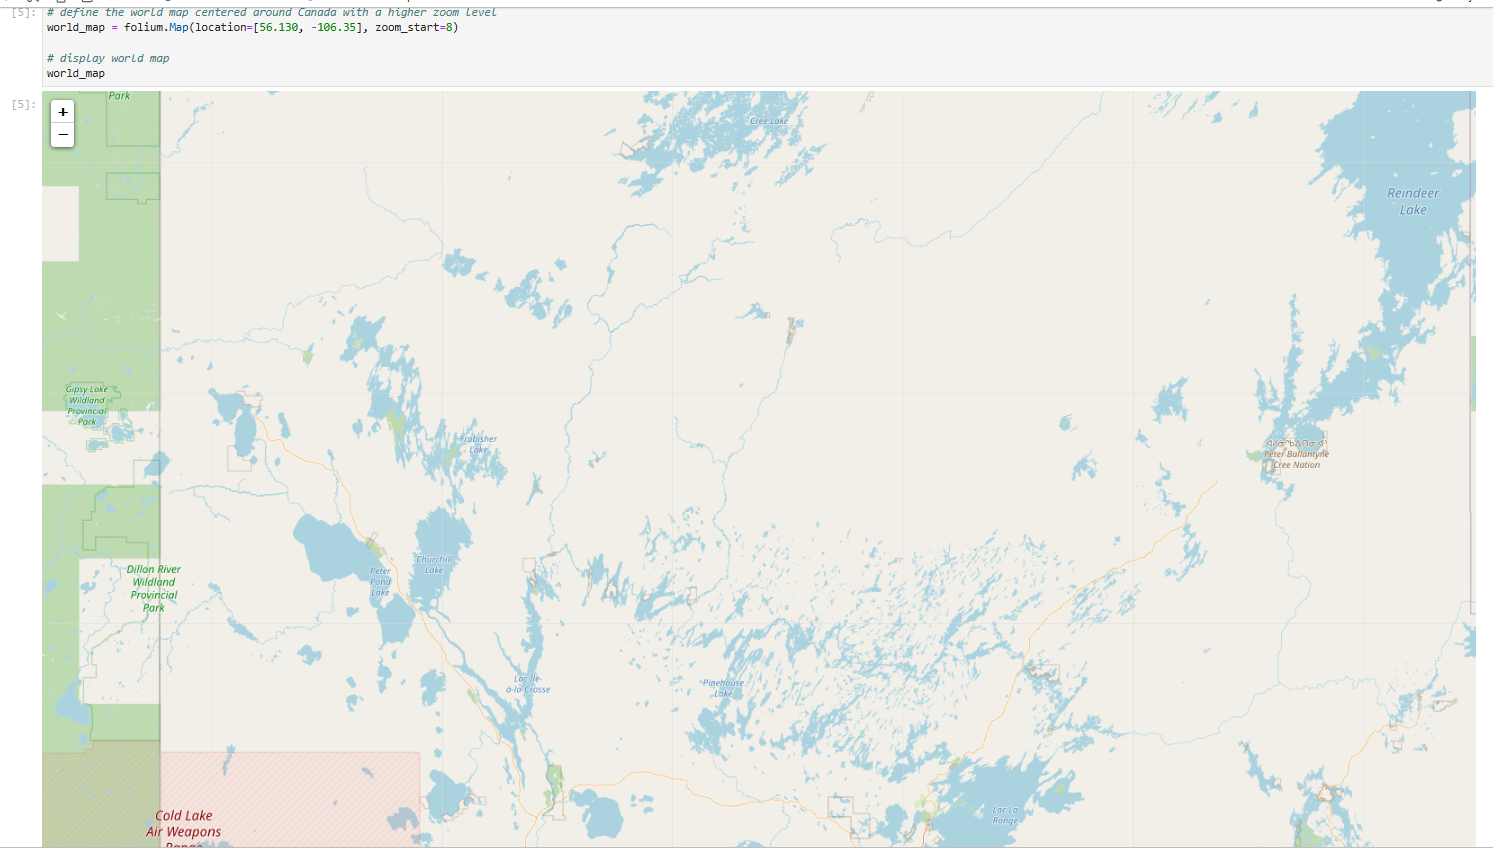 [5]:
# define the world map centered around Canada with a higher zoom level
world_map = folium.Map(location=[56.130, -106.35], zoom_start=8)
# display world map
world_map
[5]:
+
−
Park
Cree Lake
Reindeer
Lake
Gipsy Lake
Wildland
Provincial
Park
Frobisher
Lake
Peter Ballantyne
Cree Nation
Churchill
Lake
Peter
Pond
Lake
Dillon River
Wildland
Provincial
Park
Lac Île-
à-la-Crosse
Pinehouse
Lake
Cold Lake
Air Weapons
Range
Lac La
Ronge